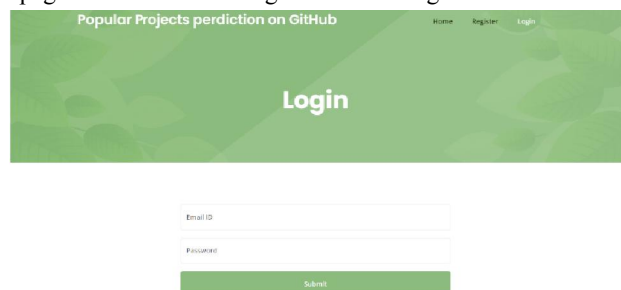 Popular Projects perdiction on GitHub
Home Register Login
Login
Email ID
Password
Submit